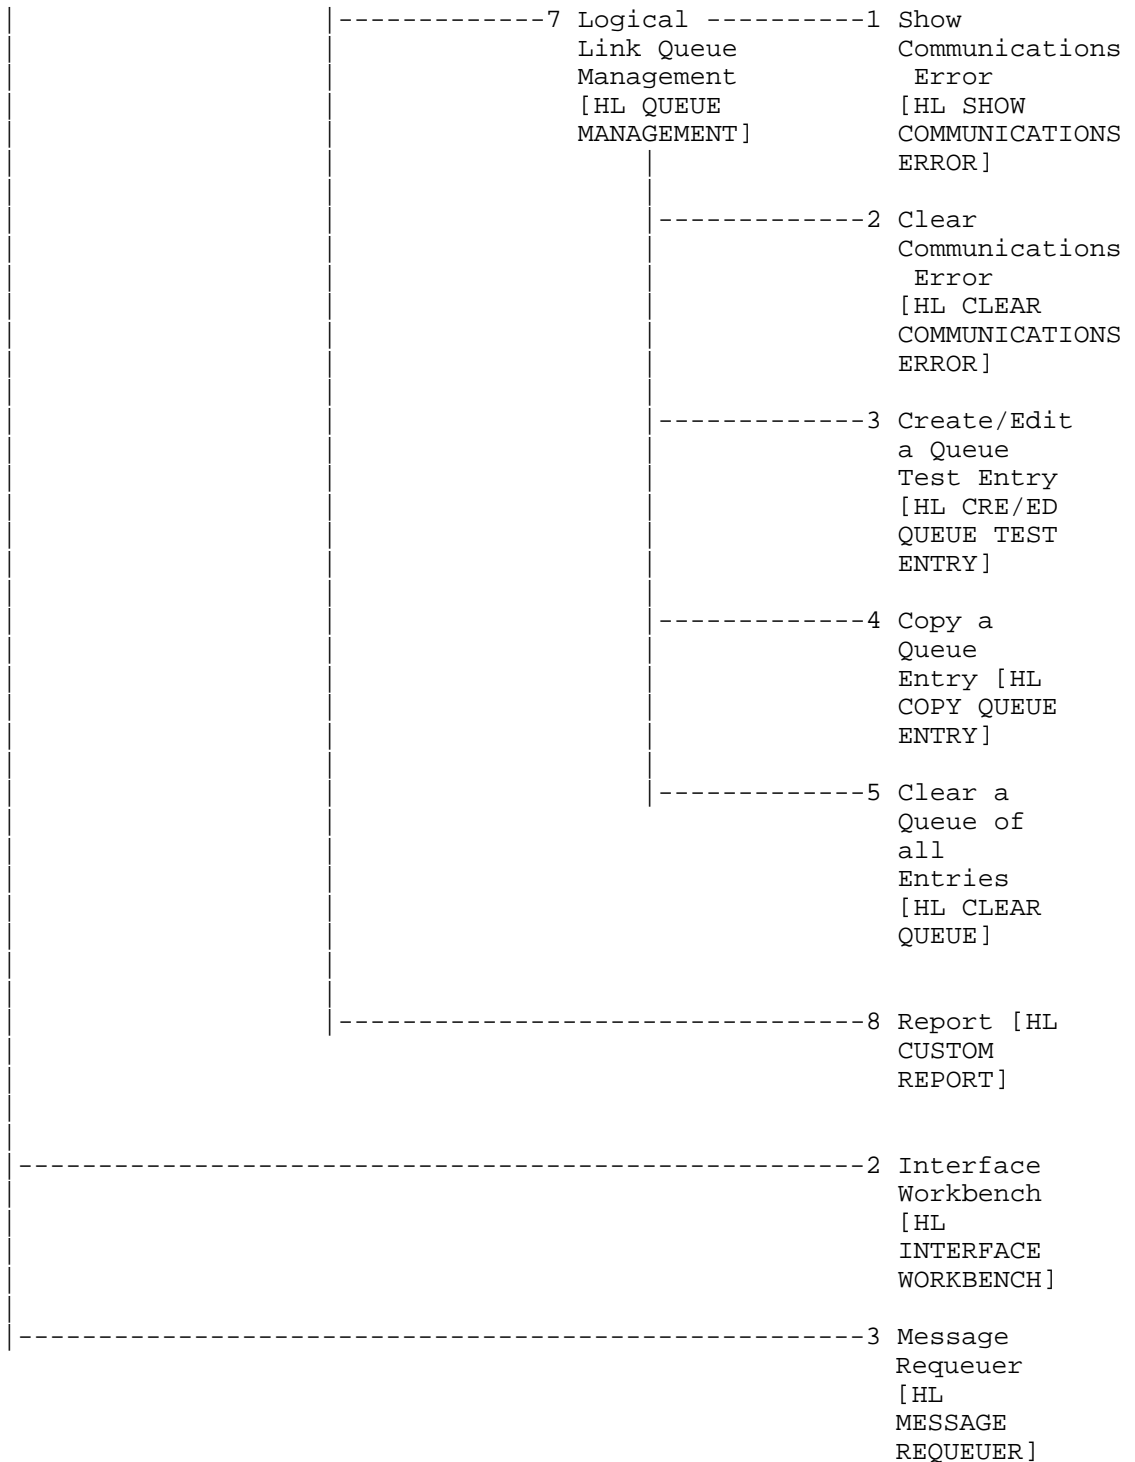 |                   |-------------7 Logical ----------1 Show
|                   |               Link Queue          Communications
|                   |               Management           Error
|                   |               [HL QUEUE           [HL SHOW
|                   |               MANAGEMENT]         COMMUNICATIONS
|                   |                   |               ERROR]
|                   |                   |
|                   |                   |-------------2 Clear
|                   |                   |               Communications
|                   |                   |                Error
|                   |                   |               [HL CLEAR
|                   |                   |               COMMUNICATIONS
|                   |                   |               ERROR]
|                   |                   |
|                   |                   |-------------3 Create/Edit
|                   |                   |               a Queue
|                   |                   |               Test Entry
|                   |                   |               [HL CRE/ED
|                   |                   |               QUEUE TEST
|                   |                   |               ENTRY]
|                   |                   |
|                   |                   |-------------4 Copy a
|                   |                   |               Queue
|                   |                   |               Entry [HL
|                   |                   |               COPY QUEUE
|                   |                   |               ENTRY]
|                   |                   |
|                   |                   |-------------5 Clear a
|                   |                                   Queue of
|                   |                                   all
|                   |                                   Entries
|                   |                                   [HL CLEAR
|                   |                                   QUEUE]
|                   |
|                   |
|                   |---------------------------------8 Report [HL
|                                                       CUSTOM
|                                                       REPORT]
|
|
|-----------------------------------------------------2 Interface
|                                                       Workbench
|                                                       [HL
|                                                       INTERFACE
|                                                       WORKBENCH]
|
|-----------------------------------------------------3 Message
                                                        Requeuer
                                                        [HL
                                                        MESSAGE
                                                        REQUEUER]